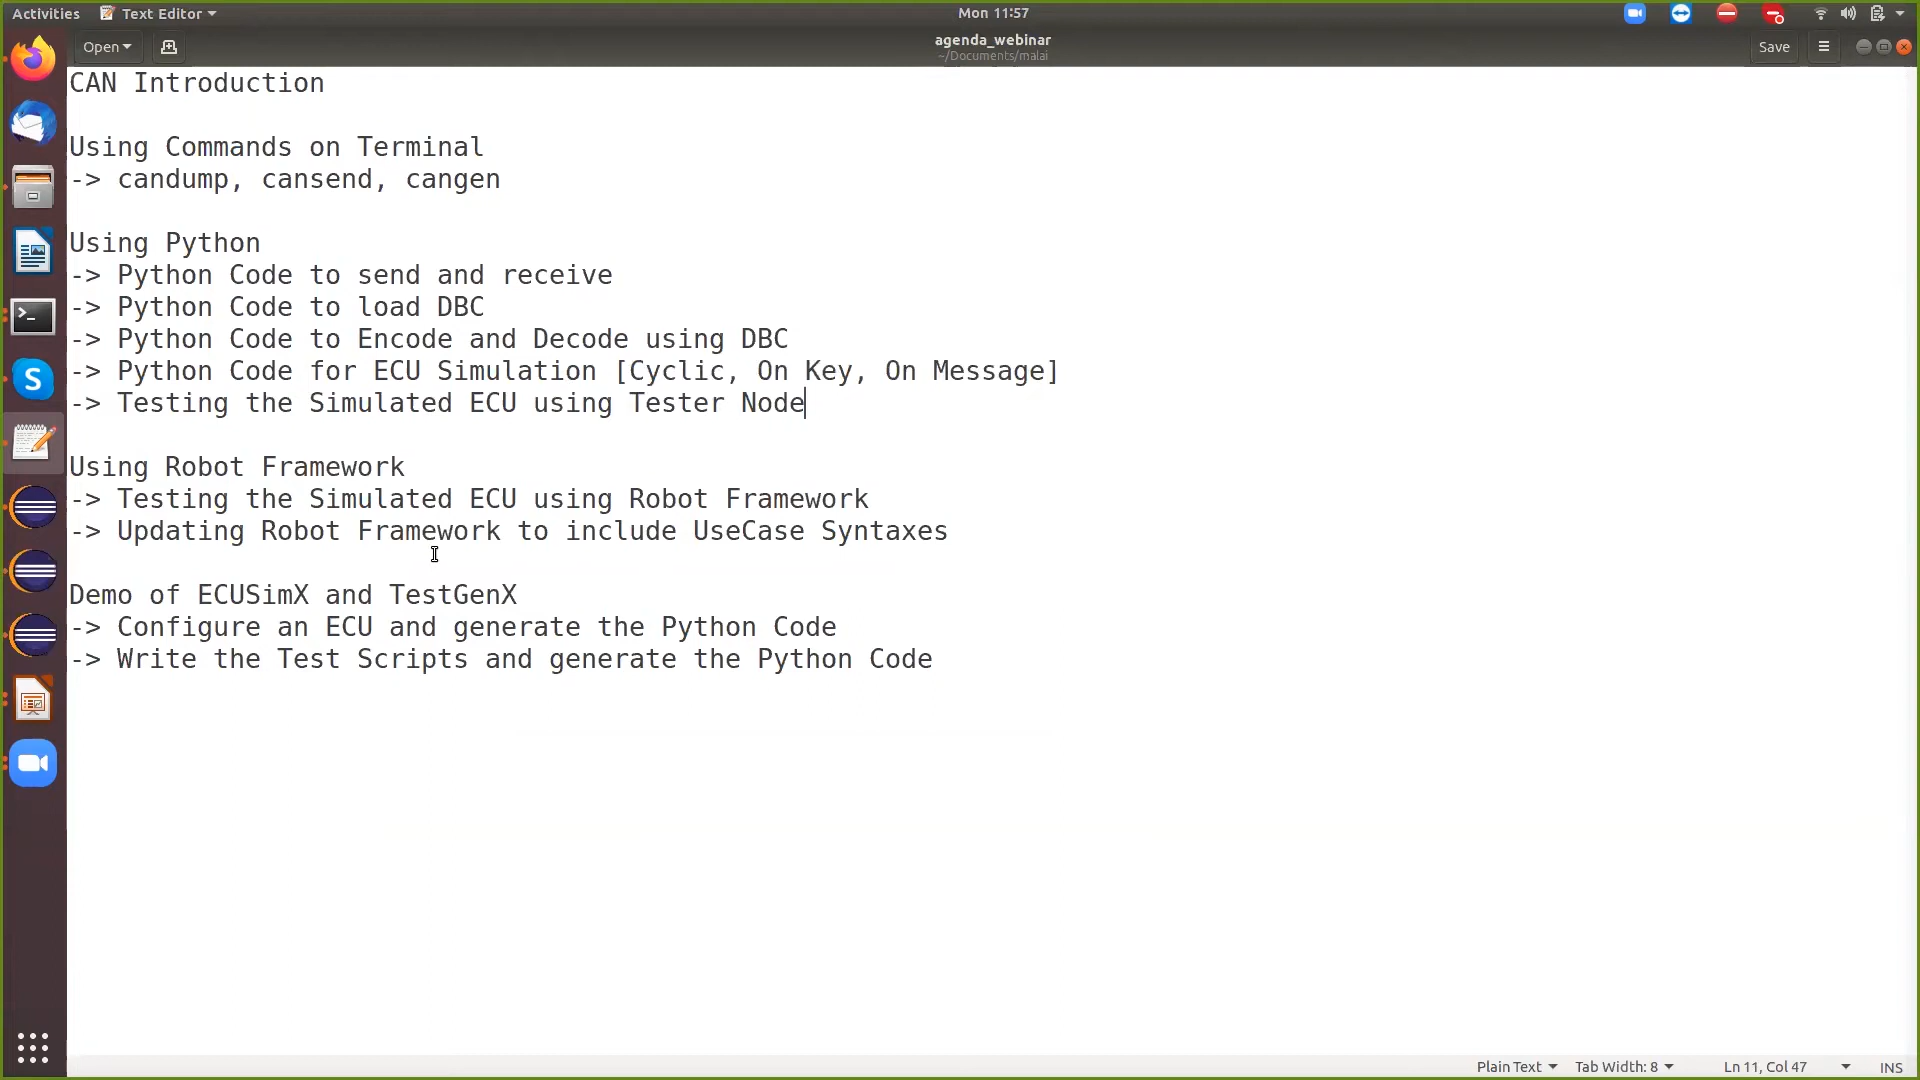 Activities Text Editor Mon 11:57
Open agenda_webinar Save
~/Documents/malai
CAN Introduction
Using Commands on Terminal
-> candump, cansend, cangen
Using Python
-> Python Code to send and receive
-> Python Code to load DBC
-> Python Code to Encode and Decode using DBC
-> Python Code for ECU Simulation [Cyclic, On Key, On Message]
-> Testing the Simulated ECU using Tester Node
Using Robot Framework
-> Testing the Simulated ECU using Robot Framework
-> Updating Robot Framework to include UseCase Syntaxes
Demo of ECUSimX and TestGenX
-> Configure an ECU and generate the Python Code
-> Write the Test Scripts and generate the Python Code
Plain Text Tab Width: 8 Ln 11, Col 47 INS